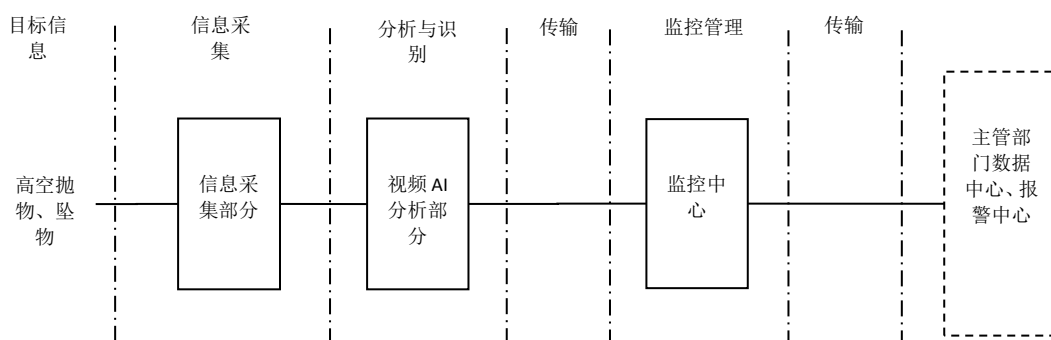 目标信
息
信息采
集
分析与识
别
传输
监控管理
传输
高空抛
物、坠
物
信息采
集部分
视频 AI
分析部
分
监控中
心
主管部
门数据
中心、报
警中心